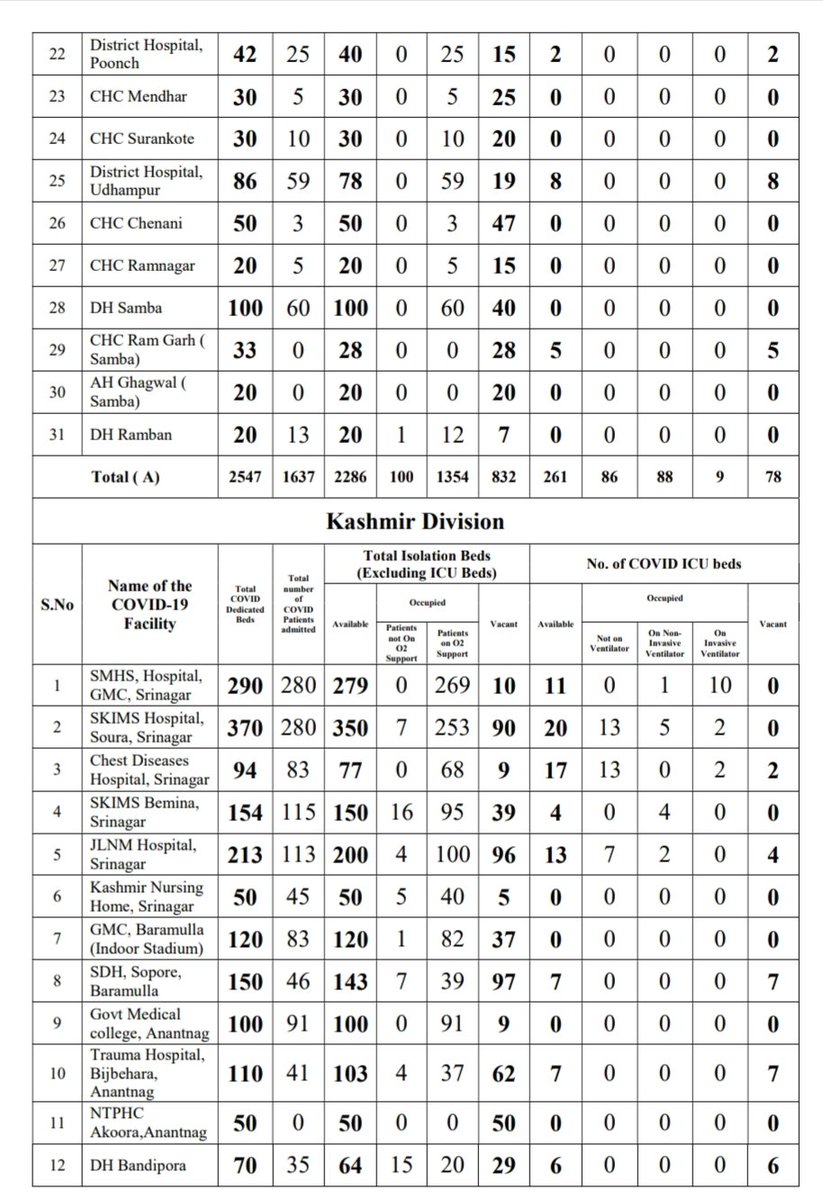 22 District Hospital, Poonch 42 25 40 0 25 15 2 0 0 0 2
23 CHC Mendhar 30 5 30 0 5 25 0 0 0 0 0
24 CHC Surankote 30 10 30 0 10 20 0 0 0 0 0
25 District Hospital, Udhampur 86 59 78 0 59 19 8 0 0 0 8
26 CHC Chenani 50 3 50 0 3 47 0 0 0 0 0
27 CHC Ramnagar 20 5 20 0 5 15 0 0 0 0 0
28 DH Samba 100 60 100 0 60 40 0 0 0 0 0
29 CHC Ram Garh ( Samba) 33 0 28 0 0 28 5 0 0 0 5
30 AH Ghagwal ( Samba) 20 0 20 0 0 20 0 0 0 0 0
31 DH Ramban 20 13 20 1 12 7 0 0 0 0 0
Total ( A) 2547 1637 2286 100 1354 832 261 86 88 9 78
Kashmir Division
S.No
Name of the COVID-19 Facility
Total COVID Dedicated Beds
Total number of COVID Patients admitted
Total Isolation Beds (Excluding ICU Beds)
Available
Occupied
Patients not On O2 Support
Patients on O2 Support
Vacant
No. of COVID ICU beds
Available
Occupied
Not on Ventilator
On Non-Invasive Ventilator
On Invasive Ventilator
Vacant
1 SMHS, Hospital, GMC, Srinagar 290 280 279 0 269 10 11 0 1 10 0
2 SKIMS Hospital, Soura, Srinagar 370 280 350 7 253 90 20 13 5 2 0
3 Chest Diseases Hospital, Srinagar 94 83 77 0 68 9 17 13 0 2 2
4 SKIMS Bemina, Srinagar 154 115 150 16 95 39 4 0 4 0 0
5 JLNM Hospital, Srinagar 213 113 200 4 100 96 13 7 2 0 4
6 Kashmir Nursing Home, Srinagar 50 45 50 5 40 5 0 0 0 0 0
7 GMC, Baramulla (Indoor Stadium) 120 83 120 1 82 37 0 0 0 0 0
8 SDH, Sopore, Baramulla 150 46 143 7 39 97 7 0 0 0 7
9 Govt Medical college, Anantnag 100 91 100 0 91 9 0 0 0 0 0
10 Trauma Hospital, Bijbehara, Anantnag 110 41 103 4 37 62 7 0 0 0 7
11 NTPHC Akoora,Anantnag 50 0 50 0 0 50 0 0 0 0 0
12 DH Bandipora 70 35 64 15 20 29 6 0 0 0 6